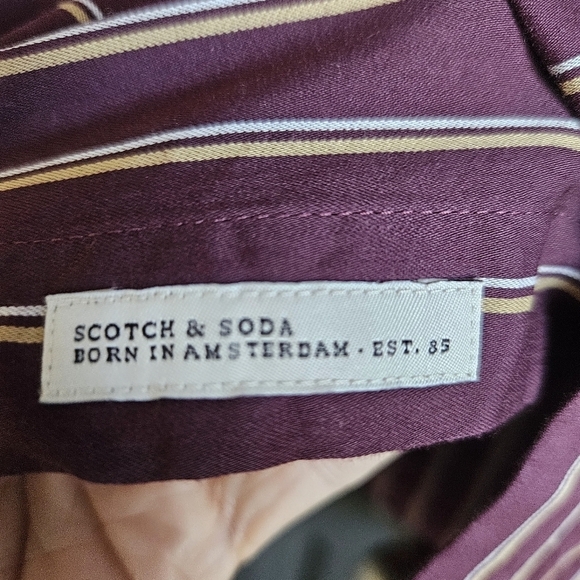 SCOTCH & SODA
BORN IN AMSTERDAM · EST. 85